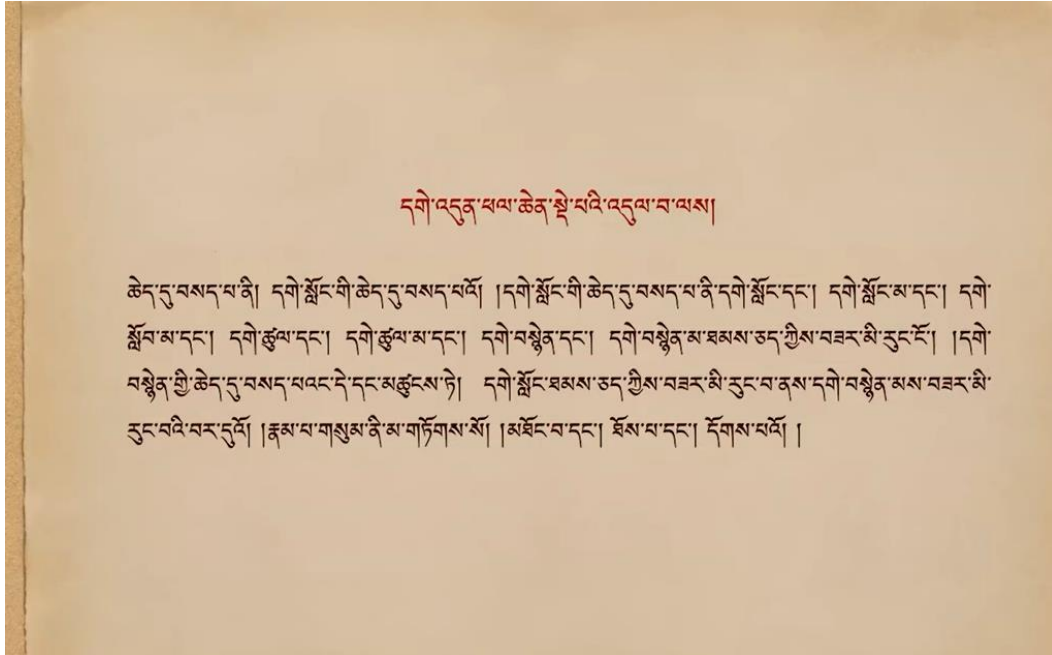 དགེ་འདུན་ཕལ་ཆེན་སྡེ་པའི་འདུལ་བ་ལས།
ཆེད་དུ་བསད་པ་ནི། དགེ་སློང་གི་ཆེད་དུ་བསད་པའོ། །དགེ་སློང་གི་ཆེད་དུ་བསད་པ་ནི་དགེ་སློང་དང་། དགེ་སློང་མ་དང་། དགེ་
སློབ་མ་དང་། དགེ་ཚུལ་དང་། དགེ་ཚུལ་མ་དང་། དགེ་བསྙེན་དང་། དགེ་བསྙེན་མ་ཐམས་ཅད་ཀྱིས་བཟར་མི་རུང་ངོ་། །དགེ་
བསྙེན་གྱི་ཆེད་དུ་བསད་པའང་དེ་དང་མཚུངས་ཏེ། དགེ་སློང་ཐམས་ཅད་ཀྱིས་བཟར་མི་རུང་བ་ནས་དགེ་བསྙེན་མས་བཟར་མི་
རུང་བའི་བར་དུའོ། །རྣམ་པ་གསུམ་ནི་མ་གཏོགས་སོ། །མཐོང་བ་དང་། ཐོས་པ་དང་། དོགས་པའོ། །